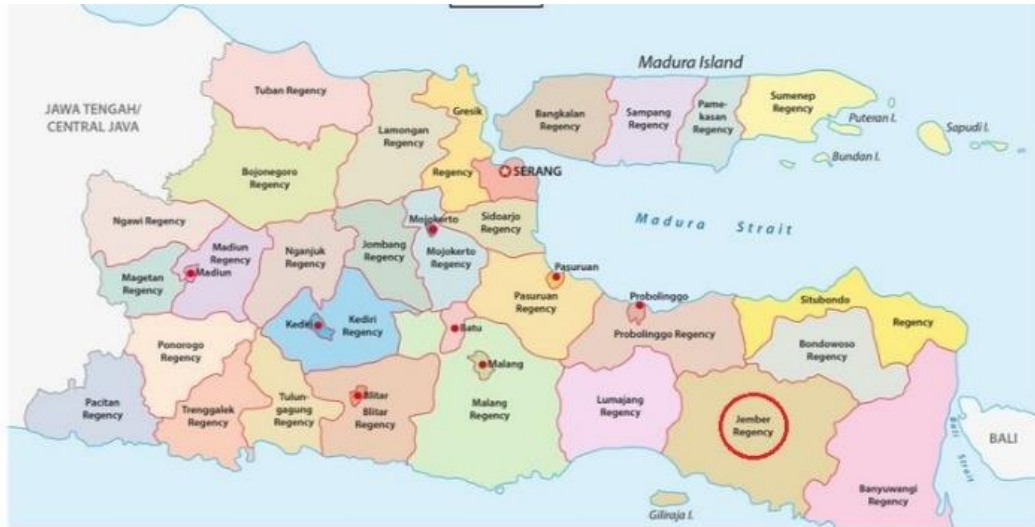 Madura Island
Tuban Regency
JAWA TENGAH/
CENTRAL JAVA
Gresik
Regency
Lamongan
Regency
Bangkalan
Regency
Sampang
Regency
Pame-
kasan
Regency
Sumenep
Regency
Puteran I.
Sapudi I.
Bundan I.
Bojonegoro
Regency
SERANG
Ngawi Regency
Mojokerto
Sidoarjo
Regency
Madura Strait
Madiun
Regency
Madiun
Nganjuk
Regency
Jombang
Regency
Mojokerto
Regency
Magetan
Regency
Pasuruan
Pasuruan
Regency
Probolinggo
Situbondo
Regency
Kediri
Kediri
Regency
Batu
Probolinggo Regency
Bondowoso
Regency
Ponorogo
Regency
Malang
Pacitan
Regency
Trenggalek
Regency
Tulun-
gagung
Regency
Blitar
Blitar
Regency
Malang
Regency
Lumajang
Regency
Jember
Regency
Bali Strait
BALI
Banyuwangi
Regency
Giliraja I.